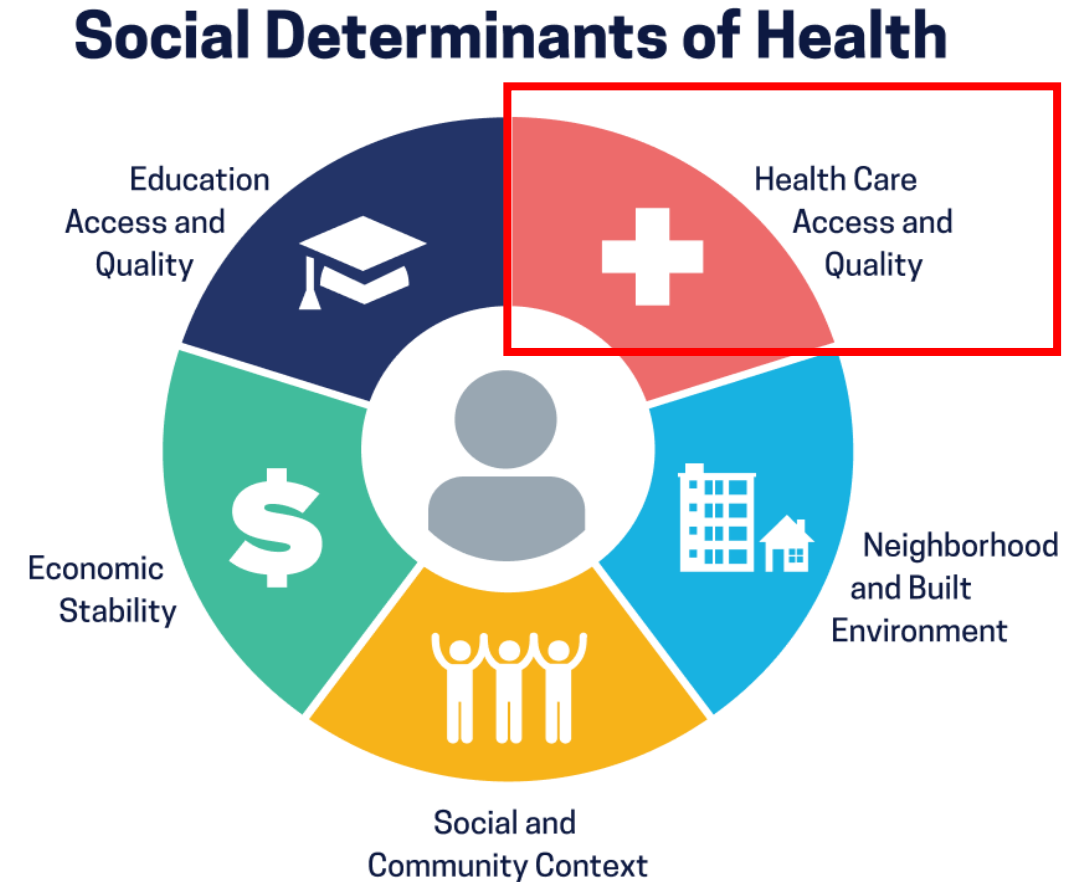 Social Determinants of Health
Education
Access and
Quality
Health Care
Access and
Quality
Economic
Stability
Neighborhood
and Built
Environment
Social and
Community Context